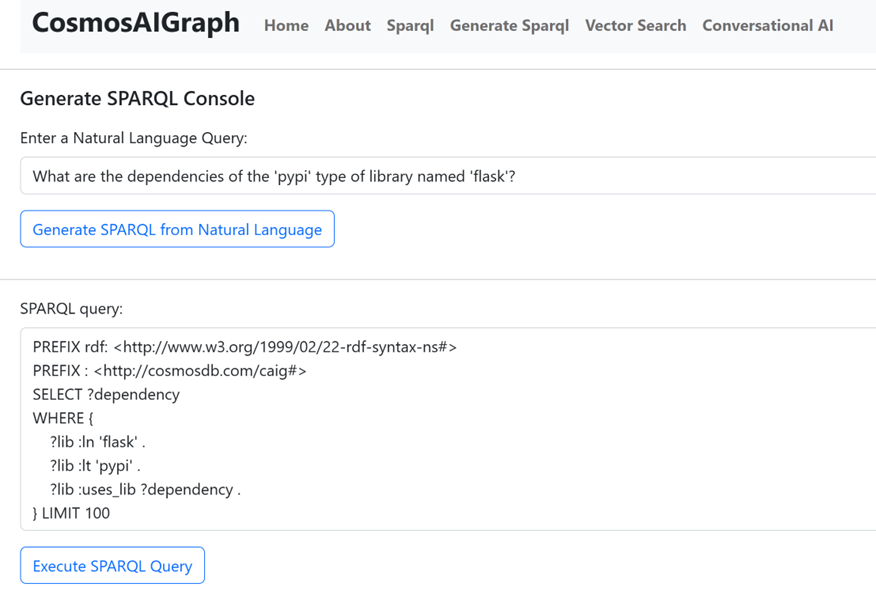 CosmosAIGraph Home About Sparql Generate Sparql Vector Search Conversational AI
Generate SPARQL Console
Enter a Natural Language Query:
What are the dependencies of the 'pypi' type of library named 'flask'?
Generate SPARQL from Natural Language
SPARQL query:
PREFIX rdf: <http://www.w3.org/1999/02/22-rdf-syntax-ns#>
PREFIX : <http://cosmosdb.com/caig#>
SELECT ?dependency
WHERE {
?lib :ln 'flask' .
?lib :lt 'pypi' .
?lib :uses_lib ?dependency .
} LIMIT 100
Execute SPARQL Query